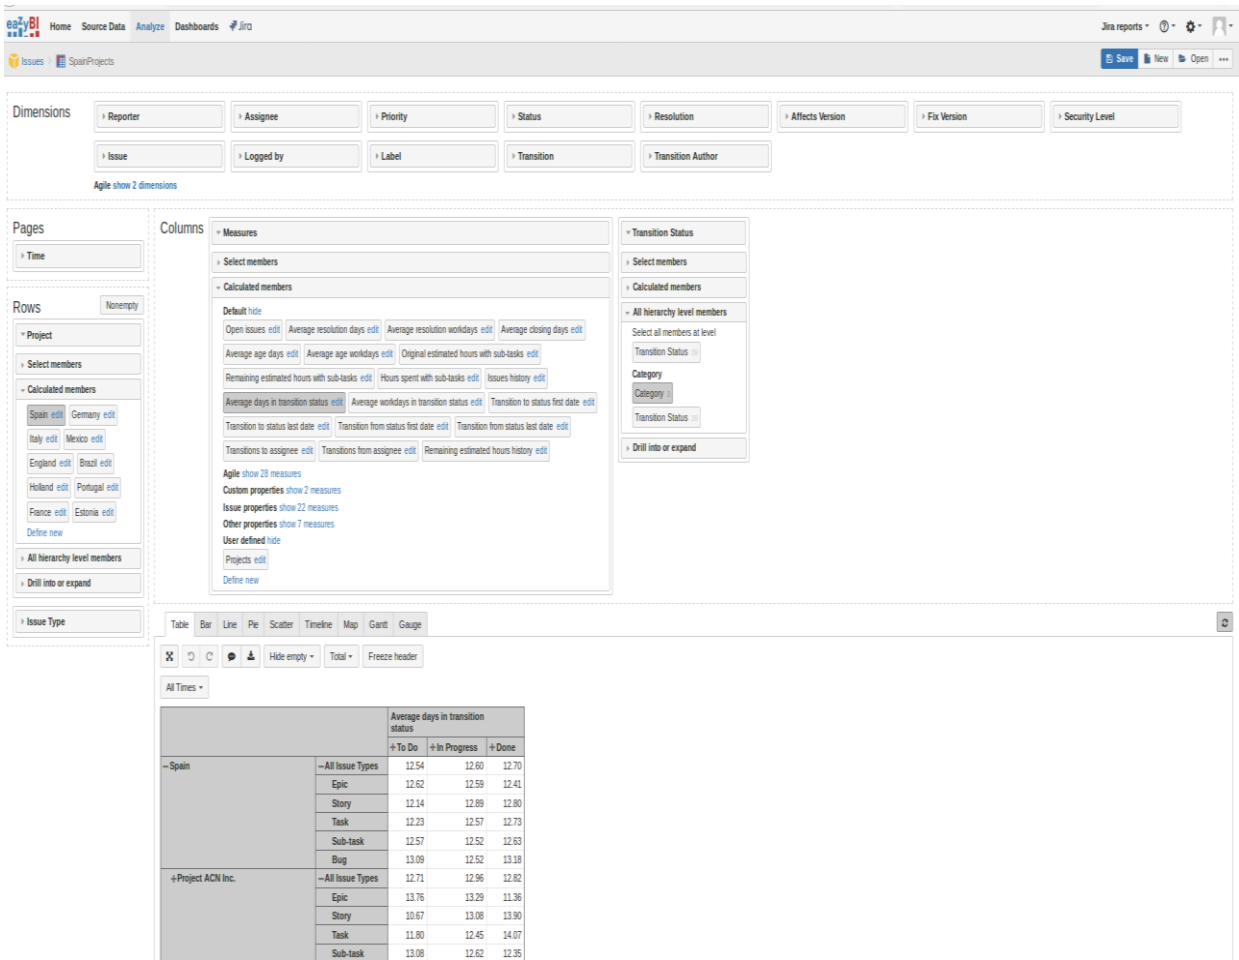 eazyBI Home Source Data Analyze Dashboards Jira Jira reports
Issues SpainProjects Save New Open
Dimensions Reporter Assignee Priority Status Resolution Affects Version Fix Version Security Level
Issue Logged by Label Transition Transition Author
Agile show 2 dimensions
Pages
Time
Rows Nonempty
Project
Select members
Calculated members
Spain edit Germany edit
Italy edit Mexico edit
England edit Brazil edit
Holland edit Portugal edit
France edit Estonia edit
Define new
All hierarchy level members
Drill into or expand
Issue Type
Columns Measures
Select members
Calculated members
Default hide
Open issues edit Average resolution days edit Average resolution workdays edit Average closing days edit
Average age days edit Average age workdays edit Original estimated hours with sub-tasks edit
Remaining estimated hours with sub-tasks edit Hours spent with sub-tasks edit Issues history edit
Average days in transition status edit Average workdays in transition status edit Transition to status first date edit
Transition to status last date edit Transition from status first date edit Transition from status last date edit
Transitions to assignee edit Transitions from assignee edit Remaining estimated hours history edit
Agile show 28 measures
Custom properties show 2 measures
Issue properties show 22 measures
Other properties show 7 measures
User defined hide
Projects edit
Define new
Transition Status
Select members
Calculated members
All hierarchy level members
Select all members at level
Transition Status
Category
Category
Transition Status
Drill into or expand
Table Bar Line Pie Scatter Timeline Map Gantt Gauge
Hide empty Total Freeze header
All Times
Average days in transition
status
+To Do +In Progress +Done
−Spain −All Issue Types 12.54 12.60 12.70
Epic 12.62 12.59 12.41
Story 12.14 12.89 12.80
Task 12.23 12.57 12.73
Sub-task 12.57 12.52 12.63
Bug 13.09 12.52 13.18
+Project ACN Inc. −All Issue Types 12.71 12.96 12.82
Epic 13.76 13.29 11.36
Story 10.67 13.08 13.90
Task 11.80 12.45 14.07
Sub-task 13.08 12.62 12.35